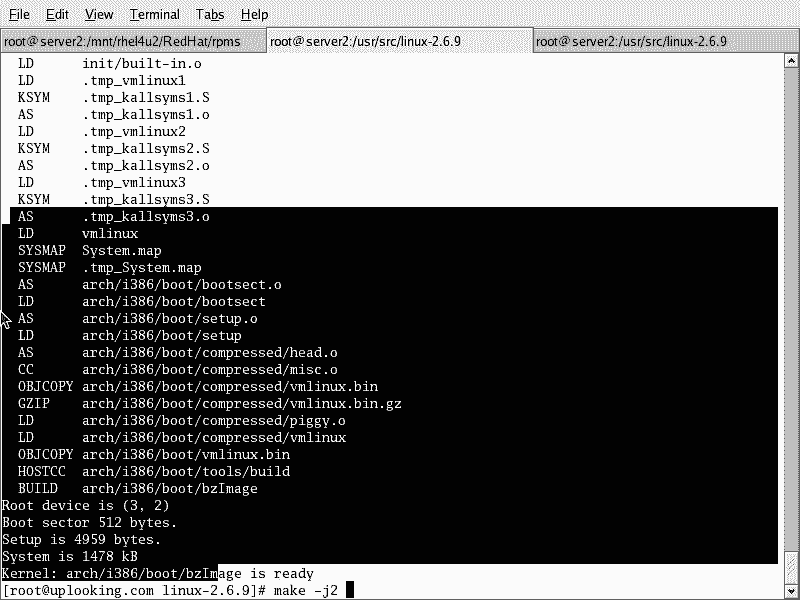 File Edit View Terminal Tabs Help
root@server2:/mnt/rhel4u2/RedHat/rpms root@server2:/usr/src/linux-2.6.9 root@server2:/usr/src/linux-2.6.9
LD init/built-in.o
LD .tmp_vmlinux1
KSYM .tmp_kallsyms1.S
AS .tmp_kallsyms1.o
LD .tmp_vmlinux2
KSYM .tmp_kallsyms2.S
AS .tmp_kallsyms2.o
LD .tmp_vmlinux3
KSYM .tmp_kallsyms3.S
AS .tmp_kallsyms3.o
LD vmlinux
SYSMAP System.map
SYSMAP .tmp_System.map
AS arch/i386/boot/bootsect.o
LD arch/i386/boot/bootsect
AS arch/i386/boot/setup.o
LD arch/i386/boot/setup
AS arch/i386/boot/compressed/head.o
CC arch/i386/boot/compressed/misc.o
OBJCOPY arch/i386/boot/compressed/vmlinux.bin
GZIP arch/i386/boot/compressed/vmlinux.bin.gz
LD arch/i386/boot/compressed/piggy.o
LD arch/i386/boot/compressed/vmlinux
OBJCOPY arch/i386/boot/vmlinux.bin
HOSTCC arch/i386/boot/tools/build
BUILD arch/i386/boot/bzImage
Root device is (3, 2)
Boot sector 512 bytes.
Setup is 4959 bytes.
System is 1478 kB
Kernel: arch/i386/boot/bzImage is ready
[root@uplooking.com linux-2.6.9]# make -j2